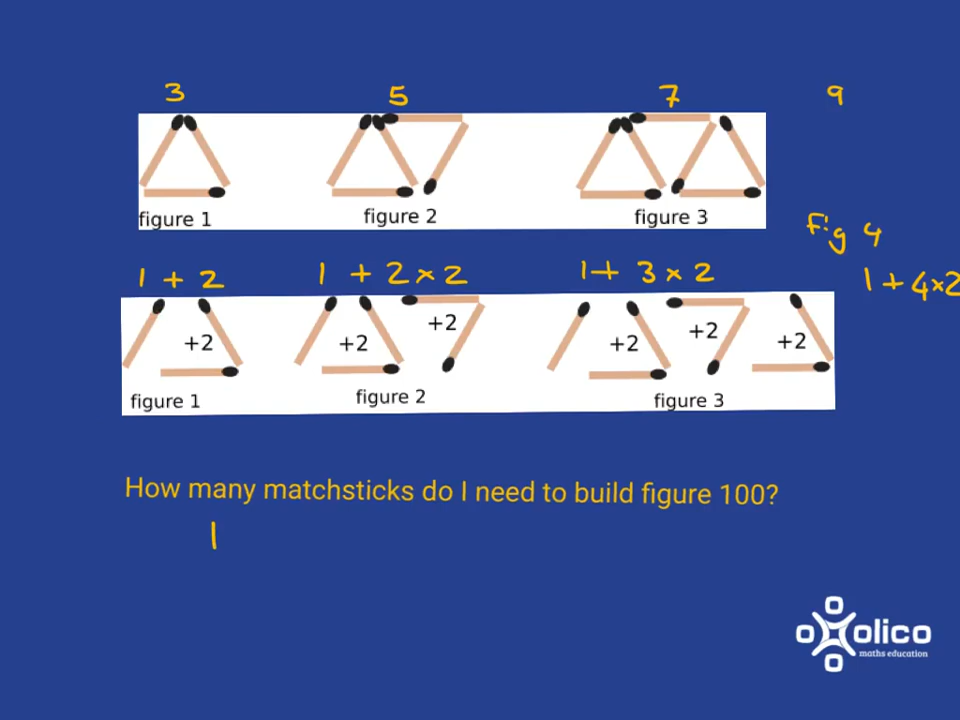 3 5 7 9
figure 1 figure 2 figure 3
Fig 4
1 + 2 1 + 2 × 2 1 + 3 × 2 1 + 4×2
+2 +2 +2 +2 +2 +2
figure 1 figure 2 figure 3
How many matchsticks do I need to build figure 100?
1
olico
maths education